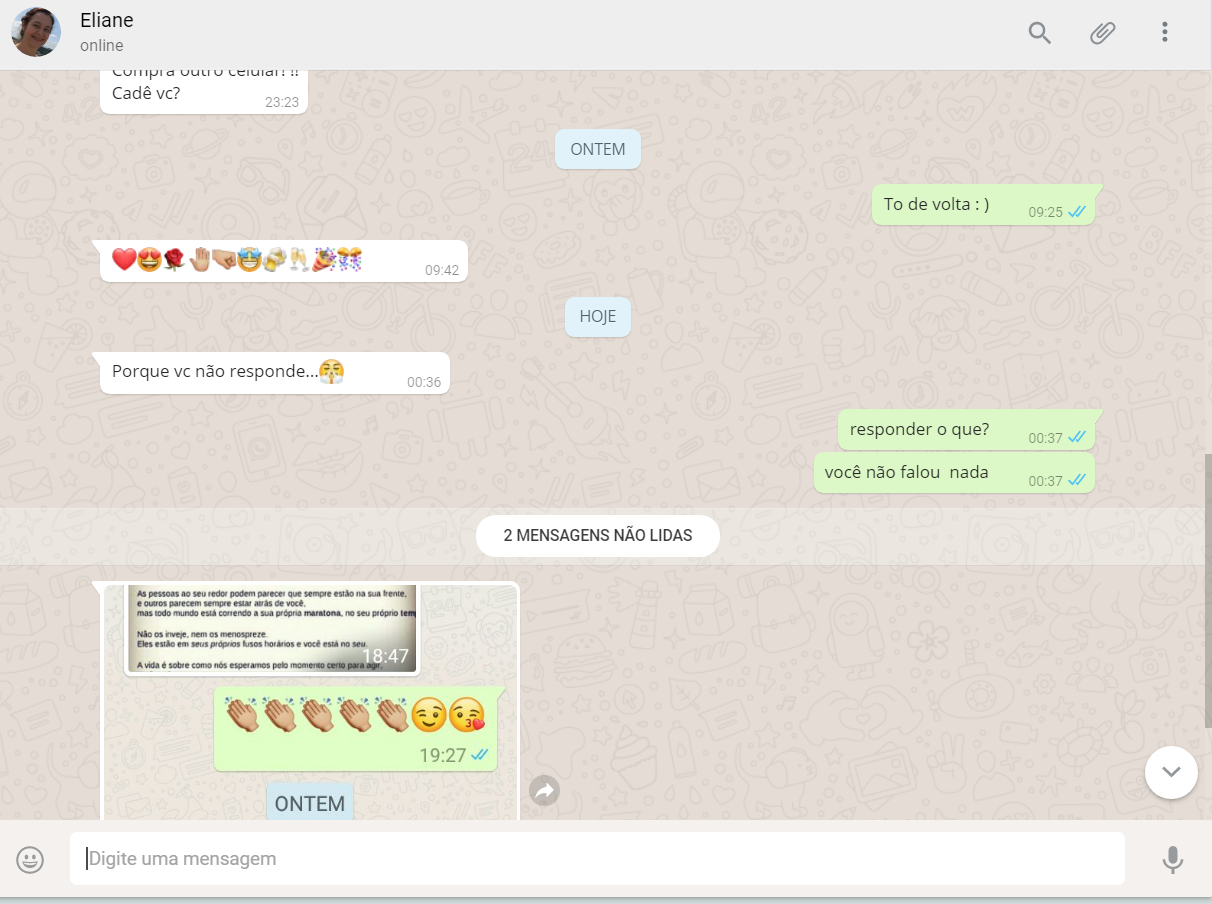 Eliane
online
Compra outro celular! !!
Cadê vc?
23:23
ONTEM
To de volta : )
09:25
❤️😍🌹🤚🏼🤜🏼🤩🍻🥂🎉🎊
09:42
HOJE
Porque vc não responde...😤
00:36
responder o que?
00:37
você não falou  nada
00:37
2 MENSAGENS NÃO LIDAS
As pessoas ao seu redor podem parecer que sempre estão na sua frente,
e outros parecem sempre estar atrás de você,
mas todo mundo está correndo a sua própria maratona, no seu próprio
Não os inveje, nem os menospreze.
Eles estão em seus próprios fusos horários e você está no seu.
18:47
A vida é sobre como nós esperamos pelo momento certo para agir,
👏🏼👏🏼👏🏼👏🏼👏🏼😉😘
19:27
ONTEM
Digite uma mensagem